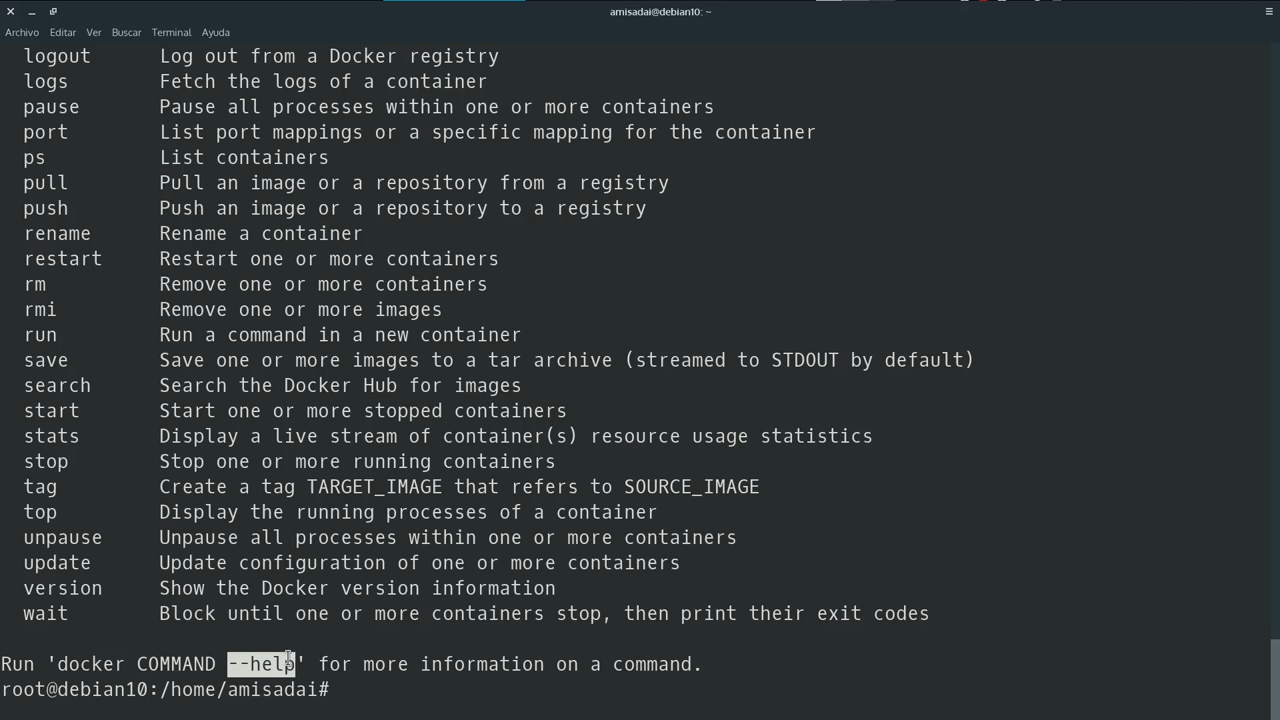 amisadai@debian10: ~
Archivo Editar Ver Buscar Terminal Ayuda
logout Log out from a Docker registry
logs Fetch the logs of a container
pause Pause all processes within one or more containers
port List port mappings or a specific mapping for the container
ps List containers
pull Pull an image or a repository from a registry
push Push an image or a repository to a registry
rename Rename a container
restart Restart one or more containers
rm Remove one or more containers
rmi Remove one or more images
run Run a command in a new container
save Save one or more images to a tar archive (streamed to STDOUT by default)
search Search the Docker Hub for images
start Start one or more stopped containers
stats Display a live stream of container(s) resource usage statistics
stop Stop one or more running containers
tag Create a tag TARGET_IMAGE that refers to SOURCE_IMAGE
top Display the running processes of a container
unpause Unpause all processes within one or more containers
update Update configuration of one or more containers
version Show the Docker version information
wait Block until one or more containers stop, then print their exit codes
Run 'docker COMMAND --help' for more information on a command.
root@debian10:/home/amisadai#